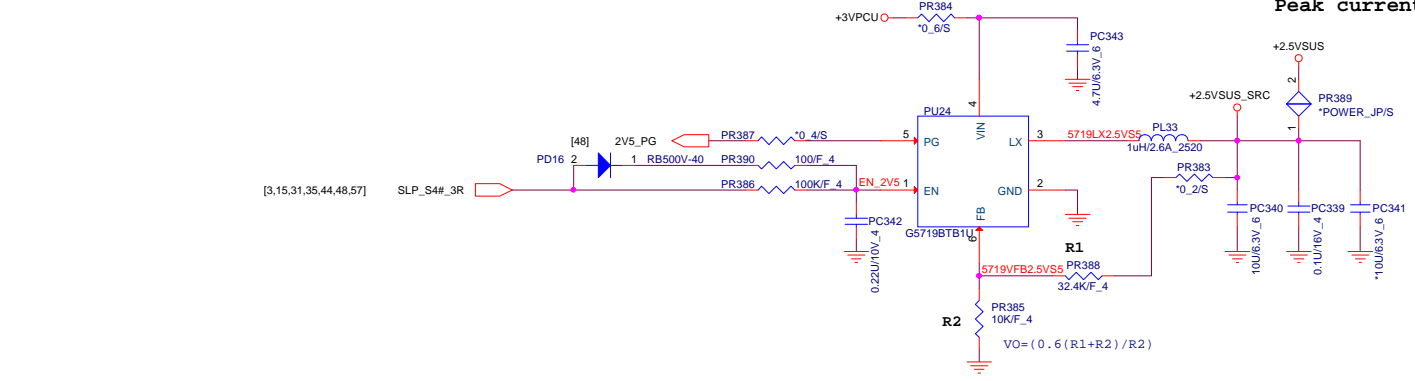 Peak current
PR384
+3VPCU
*0_6/S
PC343
4.7U/6.3V_6
+2.5VSUS
2
PR389
*POWER_JP/S
1
+2.5VSUS_SRC
PU24
4
VIN
[48]
2V5_PG
PR387
*0_4/S
5
PG
LX
3
5719LX2.5VS5
PL33
1uH/2.6A_2520
PD16
2
1
RB500V-40
PR390
100/F_4
PR383
*0_2/S
[3,15,31,35,44,48,57]
SLP_S4#_3R
PR386
100K/F_4
EN_2V5
1
EN
GND
2
FB
PC342
0.22U/10V_4
G5719BTB1U
6
PC340
10U/6.3V_6
PC339
0.1U/16V_4
PC341
*10U/6.3V_6
R1
5719VFB2.5VS5
PR388
32.4K/F_4
R2
PR385
10K/F_4
VO=(0.6(R1+R2)/R2)